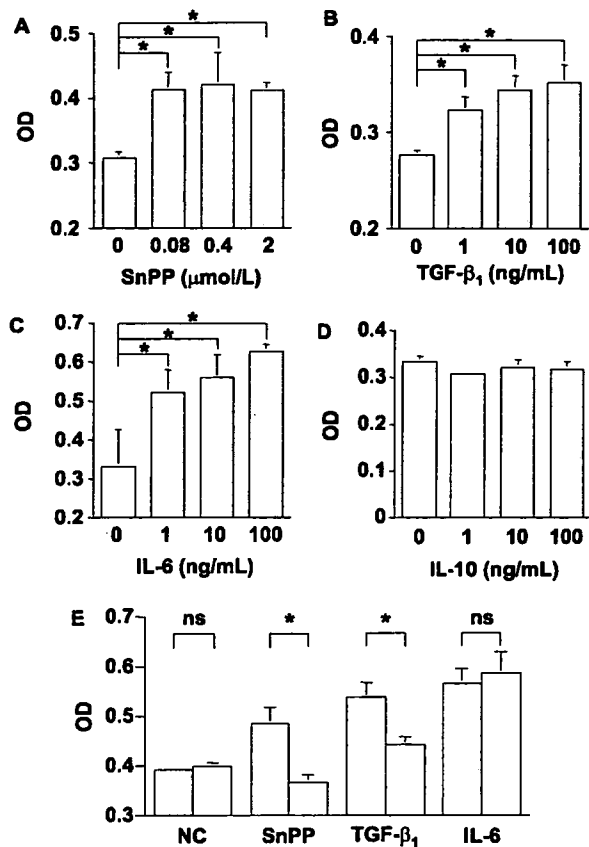 A
*
*
*
0.5
0.4
0.3
0.2
OD
0 0.08 0.4 2
SnPP (μmol/L)
B
*
*
*
0.4
0.3
0.2
OD
0 1 10 100
TGF-β₁ (ng/mL)
C
*
*
*
0.7
0.6
0.5
0.4
0.3
0.2
OD
0 1 10 100
IL-6 (ng/mL)
D
0.4
0.3
0.2
0.1
0
OD
0 1 10 100
IL-10 (ng/mL)
E
ns * * ns
0.7
0.6
0.5
0.4
0.3
OD
NC SnPP TGF-β₁ IL-6